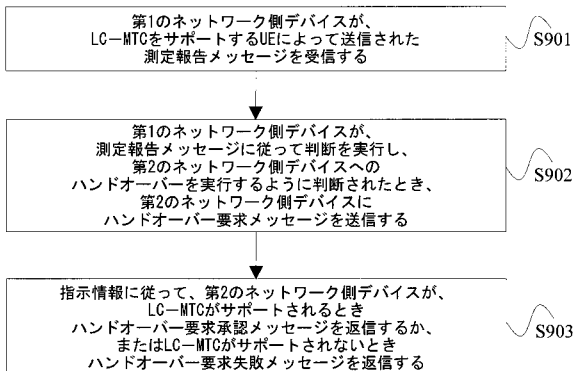 第1のネットワーク側デバイスが、
LC－MTCをサポートするUEによって送信された
測定報告メッセージを受信する
S901
第1のネットワーク側デバイスが、
測定報告メッセージに従って判断を実行し、
第2のネットワーク側デバイスへの
ハンドオーバーを実行するように判断されたとき、
第2のネットワーク側デバイスに
ハンドオーバー要求メッセージを送信する
S902
指示情報に従って、第2のネットワーク側デバイスが、
LC－MTCがサポートされるとき
ハンドオーバー要求承認メッセージを返信するか、
またはLC－MTCがサポートされないとき
ハンドオーバー要求失敗メッセージを返信する
S903